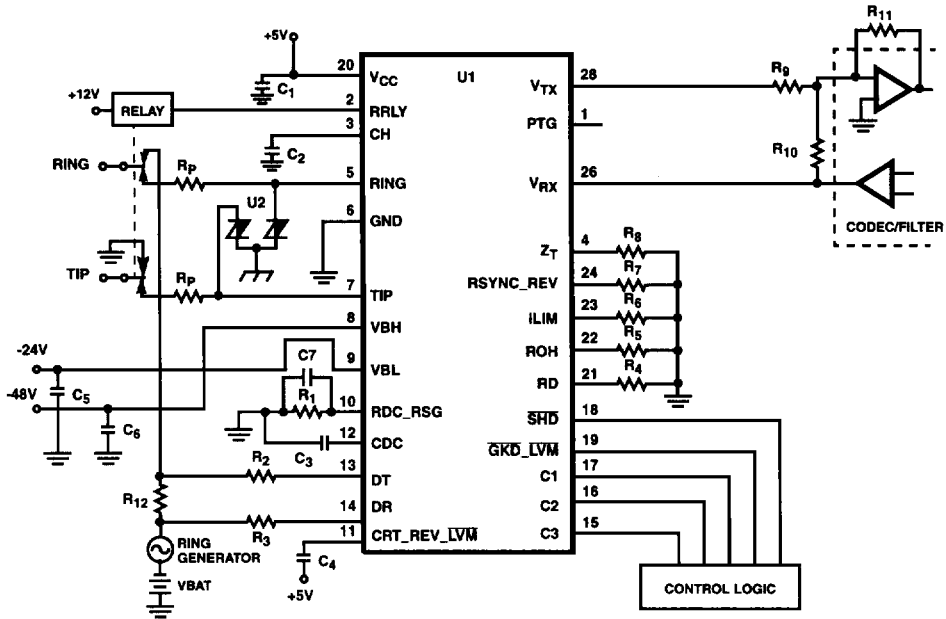 R11
+5V
20
VCC
U1
28
VTX
R9
C1
+12V
RELAY
2
RRLY
3
CH
PTG
1
C2
R10
RING
RP
5
RING
VRX
26
U2
6
GND
CODEC/FILTER
ZT
4
R8
TIP
RP
7
TIP
RSYNC_REV
24
R7
8
VBH
ILIM
23
R6
-24V
9
VBL
ROH
22
R5
C7
C5
-48V
R1
10
RDC_RSG
RD
21
R4
C6
12
CDC
C3
SHD
18
GKD_LVM
19
R2
13
DT
C1
17
R12
14
DR
C2
16
R3
11
CRT_REV_LVM
C3
15
RING
GENERATOR
C4
VBAT
+5V
CONTROL LOGIC